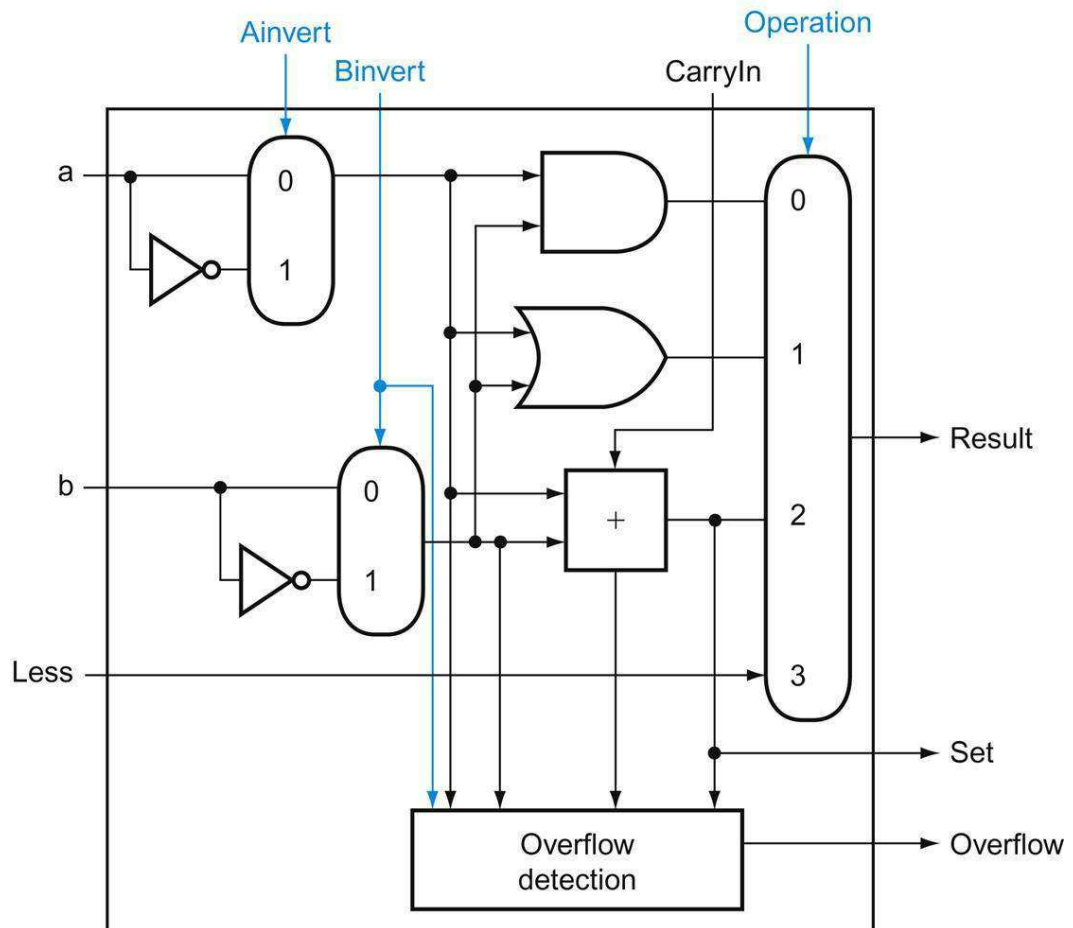 Operation
Ainvert
Binvert
CarryIn
a
0
1
0
1
Result
b
0
1
+
2
Less
3
Set
Overflow
detection
Overflow